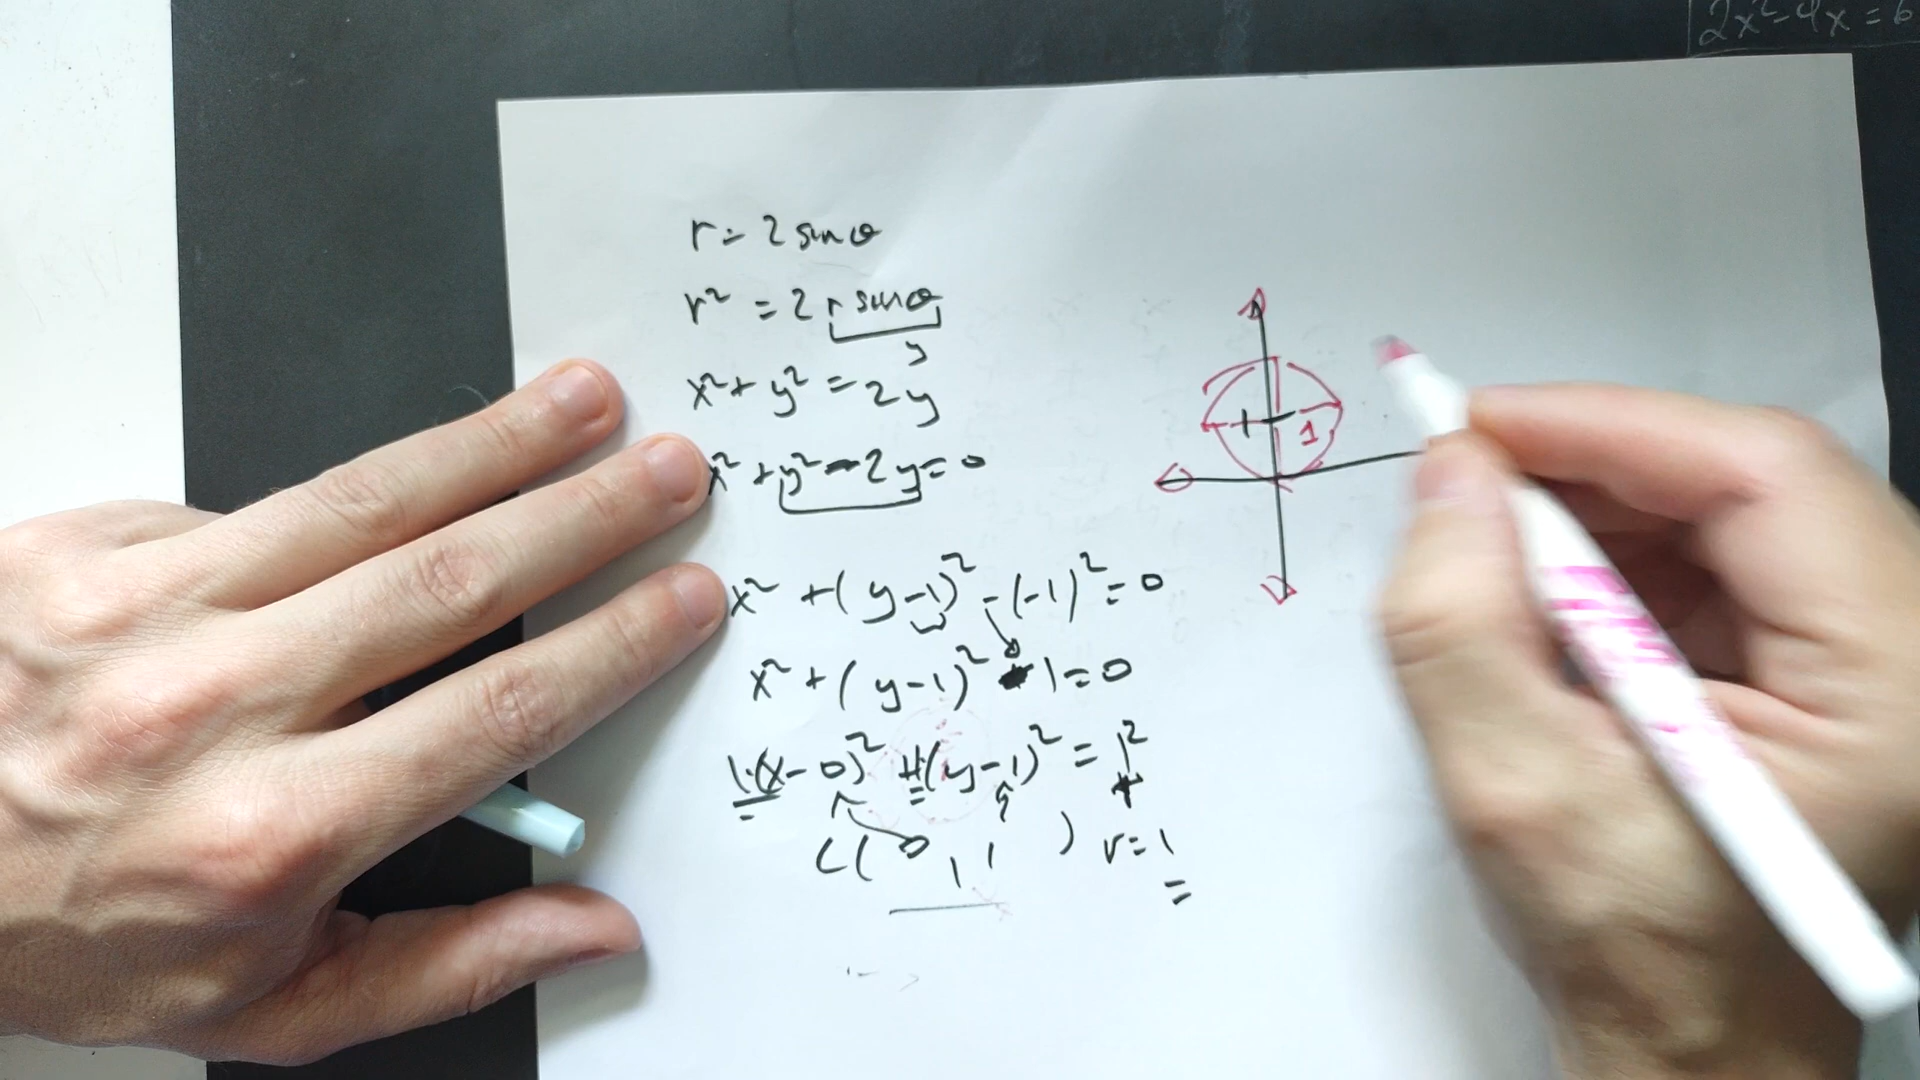 2x² - 4x = 6
r = 2 sin θ
r² = 2 r sin θ
y
x² + y² = 2y
x² + y² - 2y = 0
x² + (y-1)² - (-1)² = 0
x² + (y-1)² - 1 = 0
1·(x-0)² + 1·(y-1)² = 1²
C( 0 , 1 ) r = 1
1